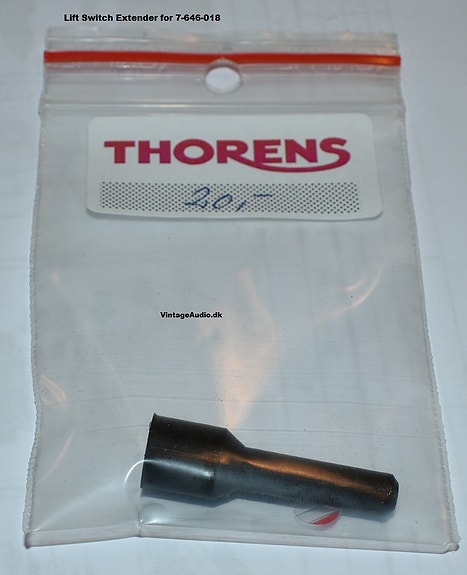 Lift Switch Extender for 7-646-018
THORENS
20,-
VintageAudio.dk